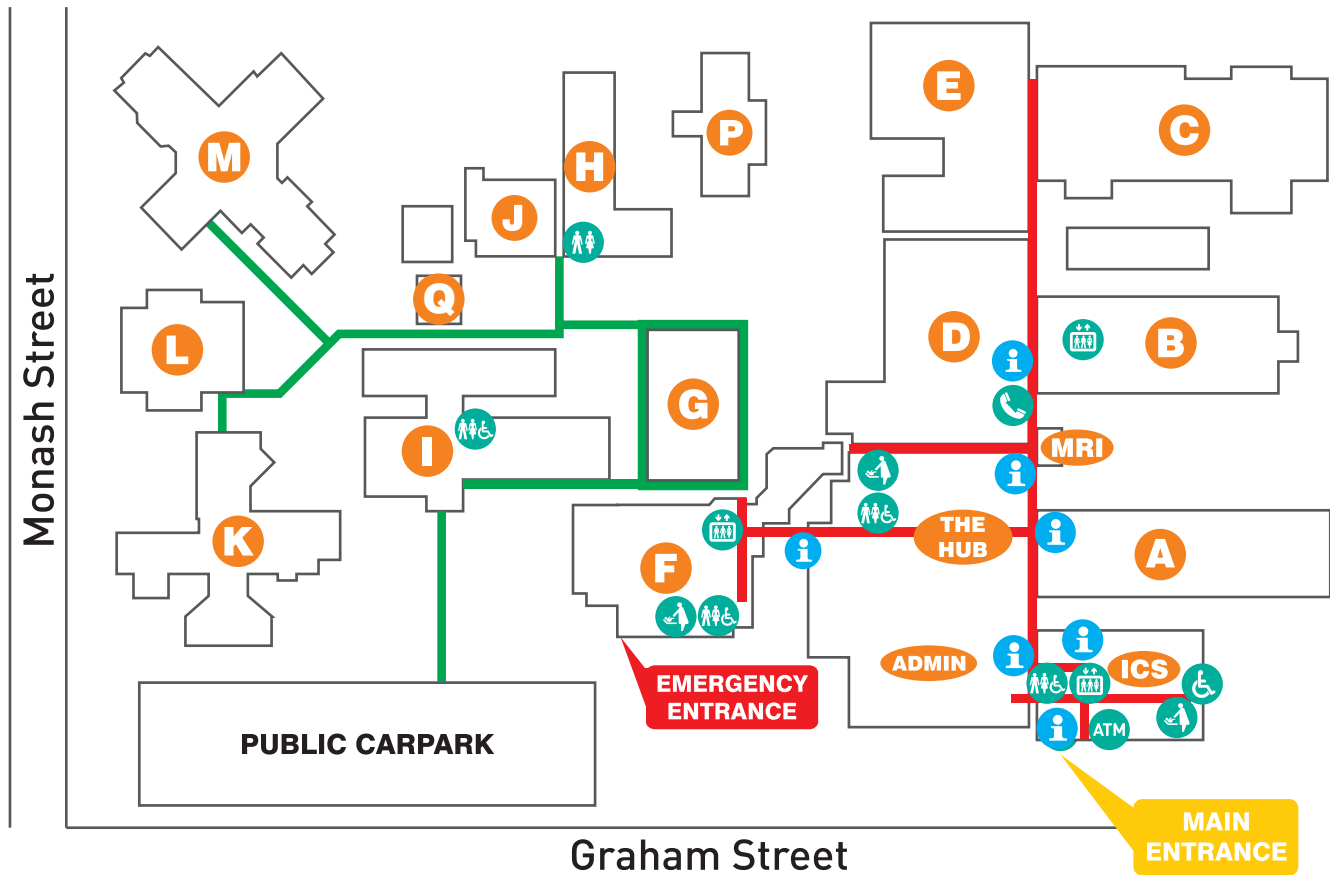 E
C
M
P
H
J
Q
D
B
L
G
I
MRI
Monash Street
THE
HUB
A
K
F
ADMIN
ICS
EMERGENCY
ENTRANCE
ATM
PUBLIC CARPARK
MAIN
ENTRANCE
Graham Street
i
i
i
i
i
i
i